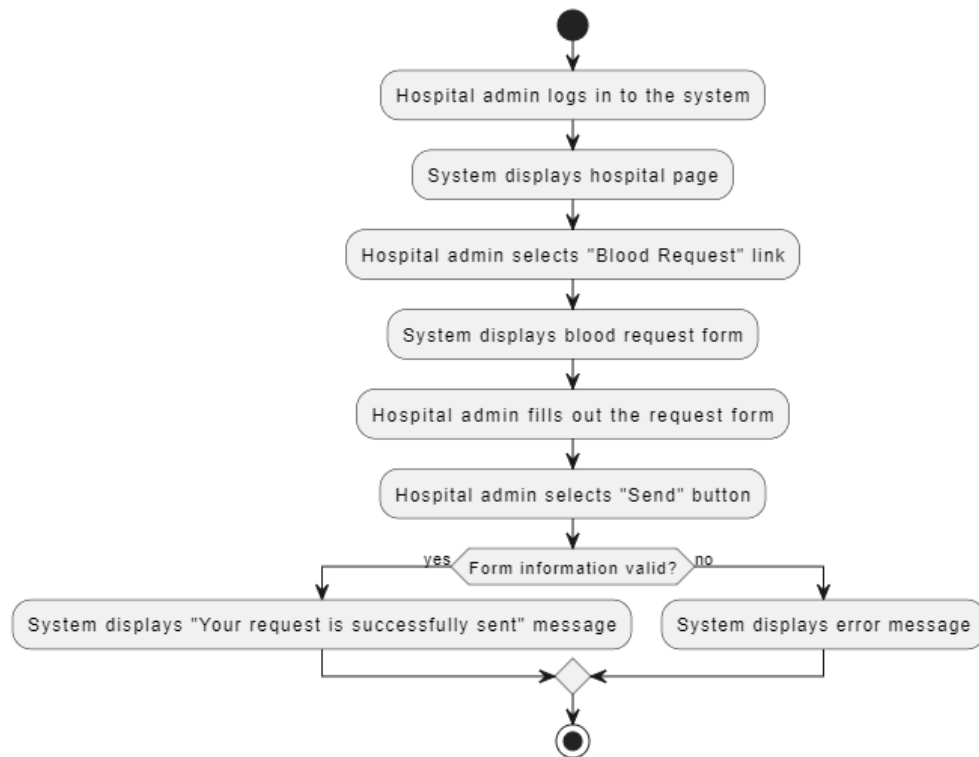 Hospital admin logs in to the system
System displays hospital page
Hospital admin selects "Blood Request" link
System displays blood request form
Hospital admin fills out the request form
Hospital admin selects "Send" button
yes
Form information valid?
no
System displays "Your request is successfully sent" message
System displays error message